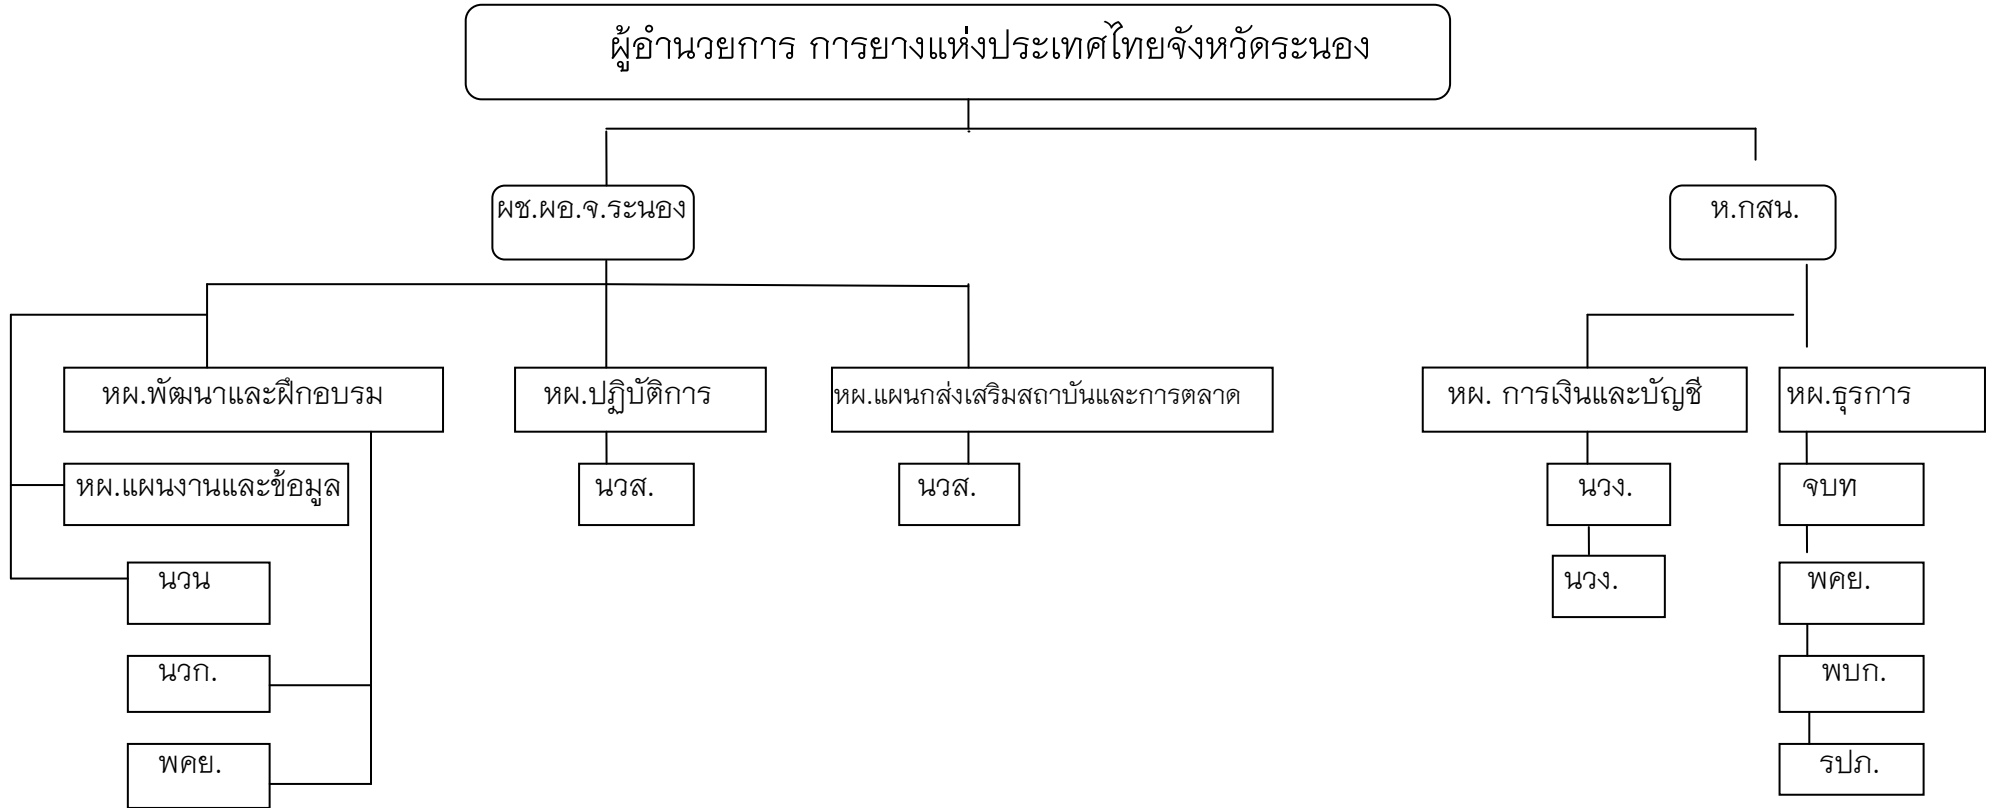 ผู้อำนวยการ การยางแห่งประเทศไทยจังหวัดระนอง
ผช.ผอ.จ.ระนอง
ห.กสน.
หผ.พัฒนาและฝึกอบรม
หผ.ปฏิบัติการ
หผ.แผนกส่งเสริมสถาบันและการตลาด
หผ. การเงินและบัญชี
หผ.ธุรการ
หผ.แผนงานและข้อมูล
นวส.
นวส.
นวง.
จบท
นวน
นวง.
พคย.
นวก.
พบก.
พคย.
รปภ.